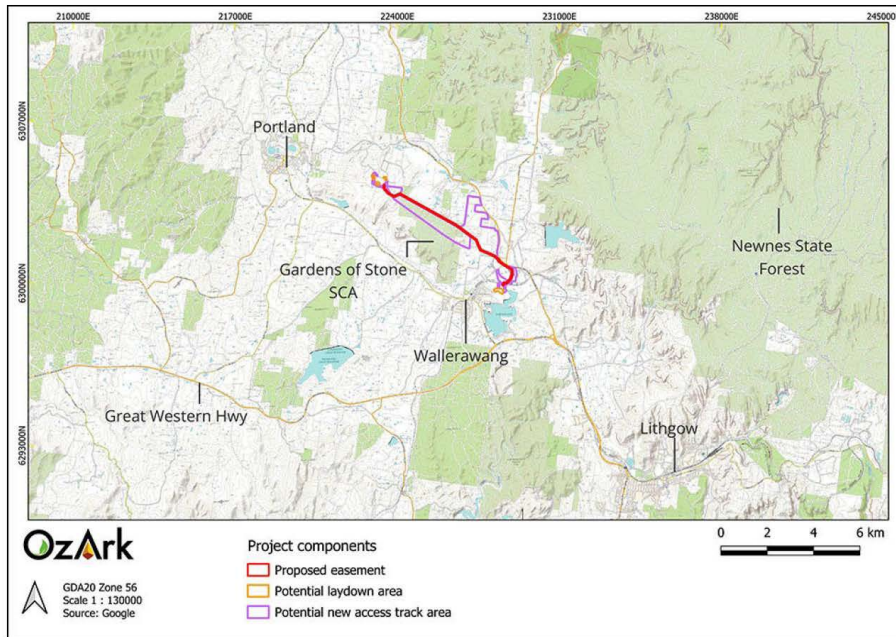 210000E
217000E
224000E
231000E
238000E
245000
6307000N
6300000N
6293000N
Portland
Gardens of Stone
SCA
Newnes State
Forest
Wallerawang
Great Western Hwy
Lithgow
OzArk
GDA20 Zone 56
Scale 1 : 130000
Source: Google
Project components
Proposed easement
Potential laydown area
Potential new access track area
0 2 4 6 km